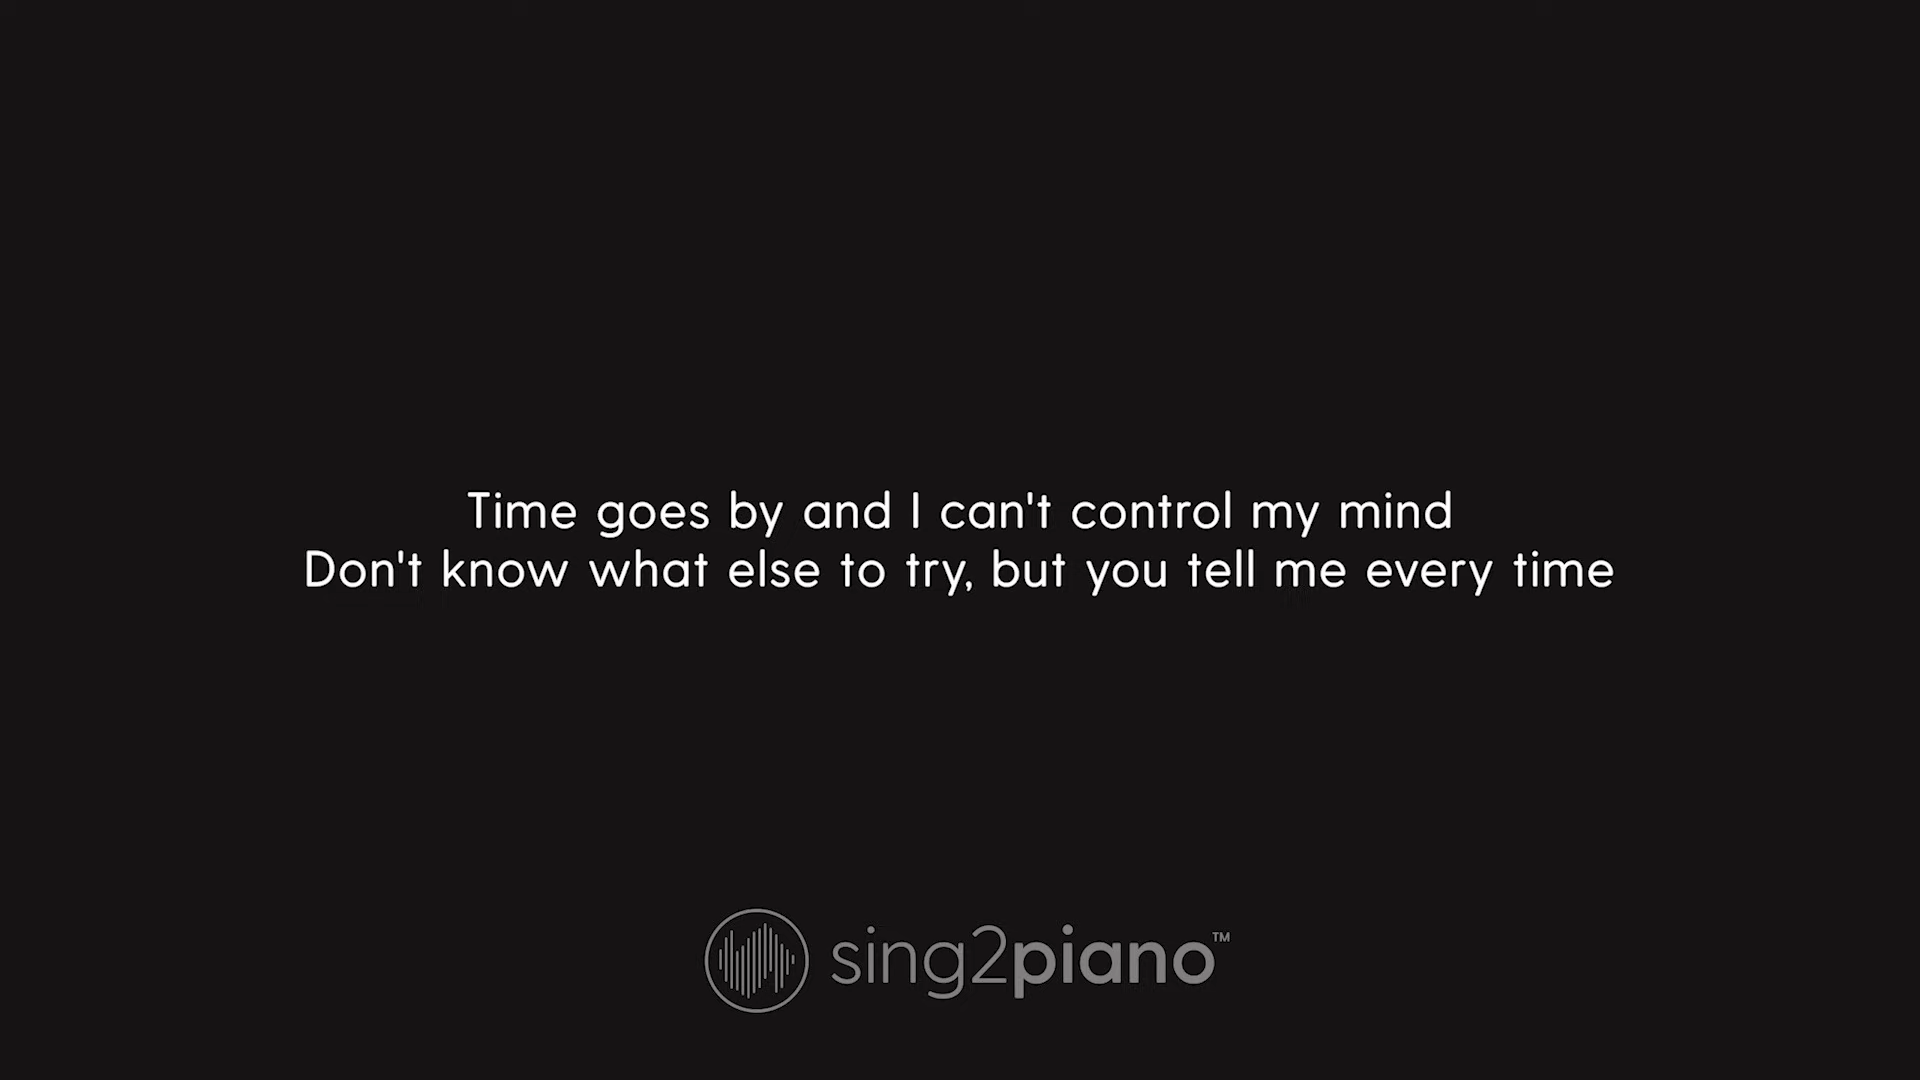 Time goes by and I can't control my mind
Don't know what else to try, but you tell me every time
sing2piano™